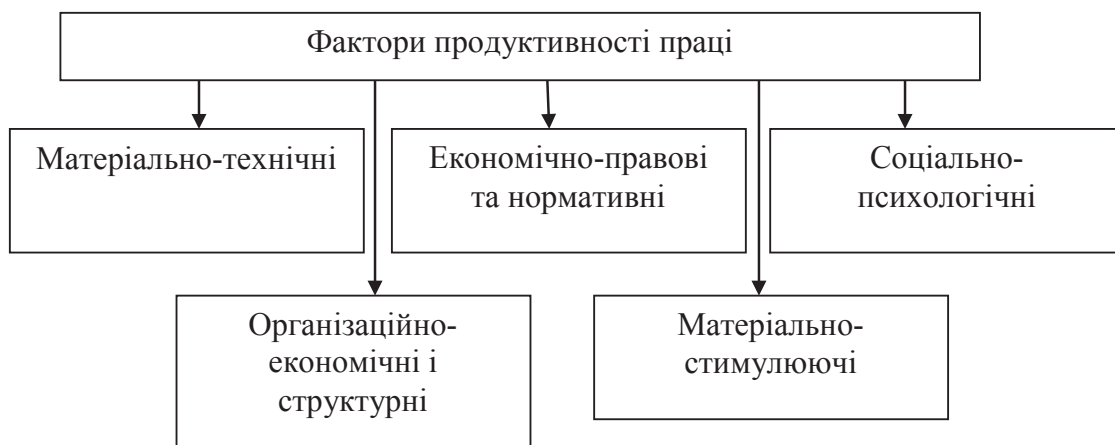 Фактори продуктивності праці
Матеріально-технічні
Економічно-правові
та нормативні
Соціально-
психологічні
Організаційно-
економічні і
структурні
Матеріально-
стимулюючі